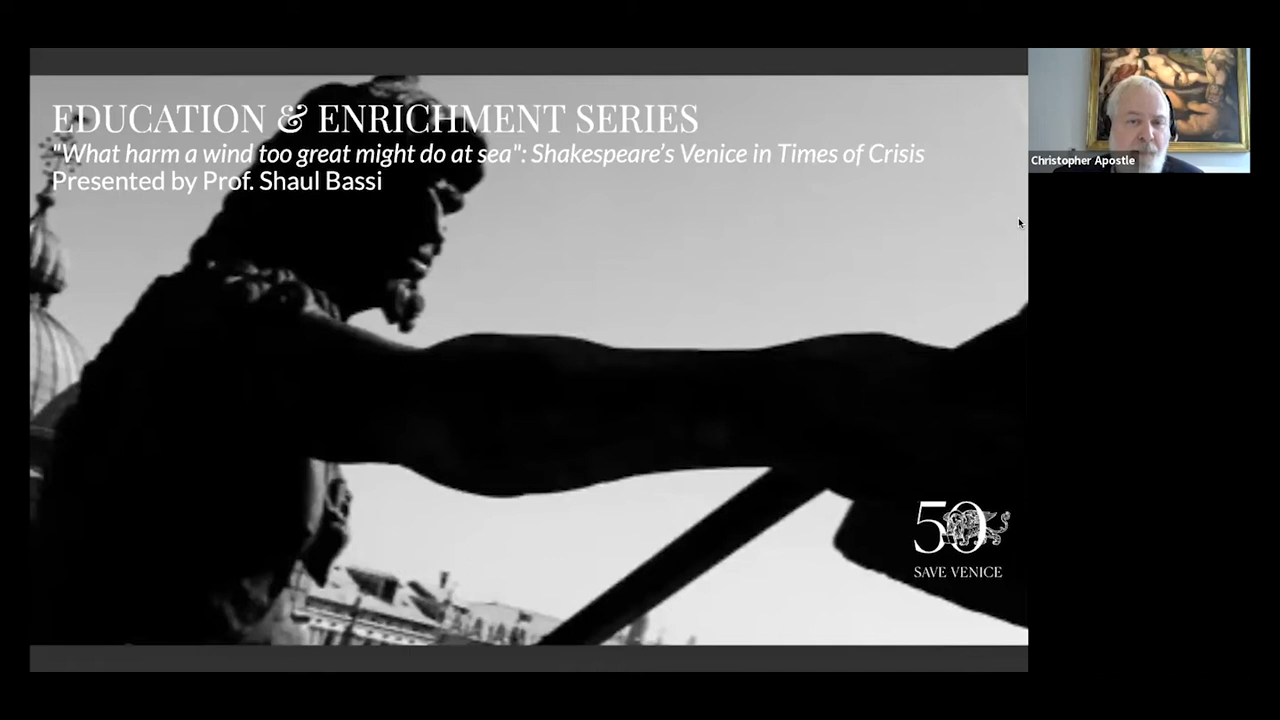 EDUCATION & ENRICHMENT SERIES
"What harm a wind too great might do at sea": Shakespeare's Venice in Times of Crisis
Presented by Prof. Shaul Bassi
Christopher Apostle
50
SAVE VENICE